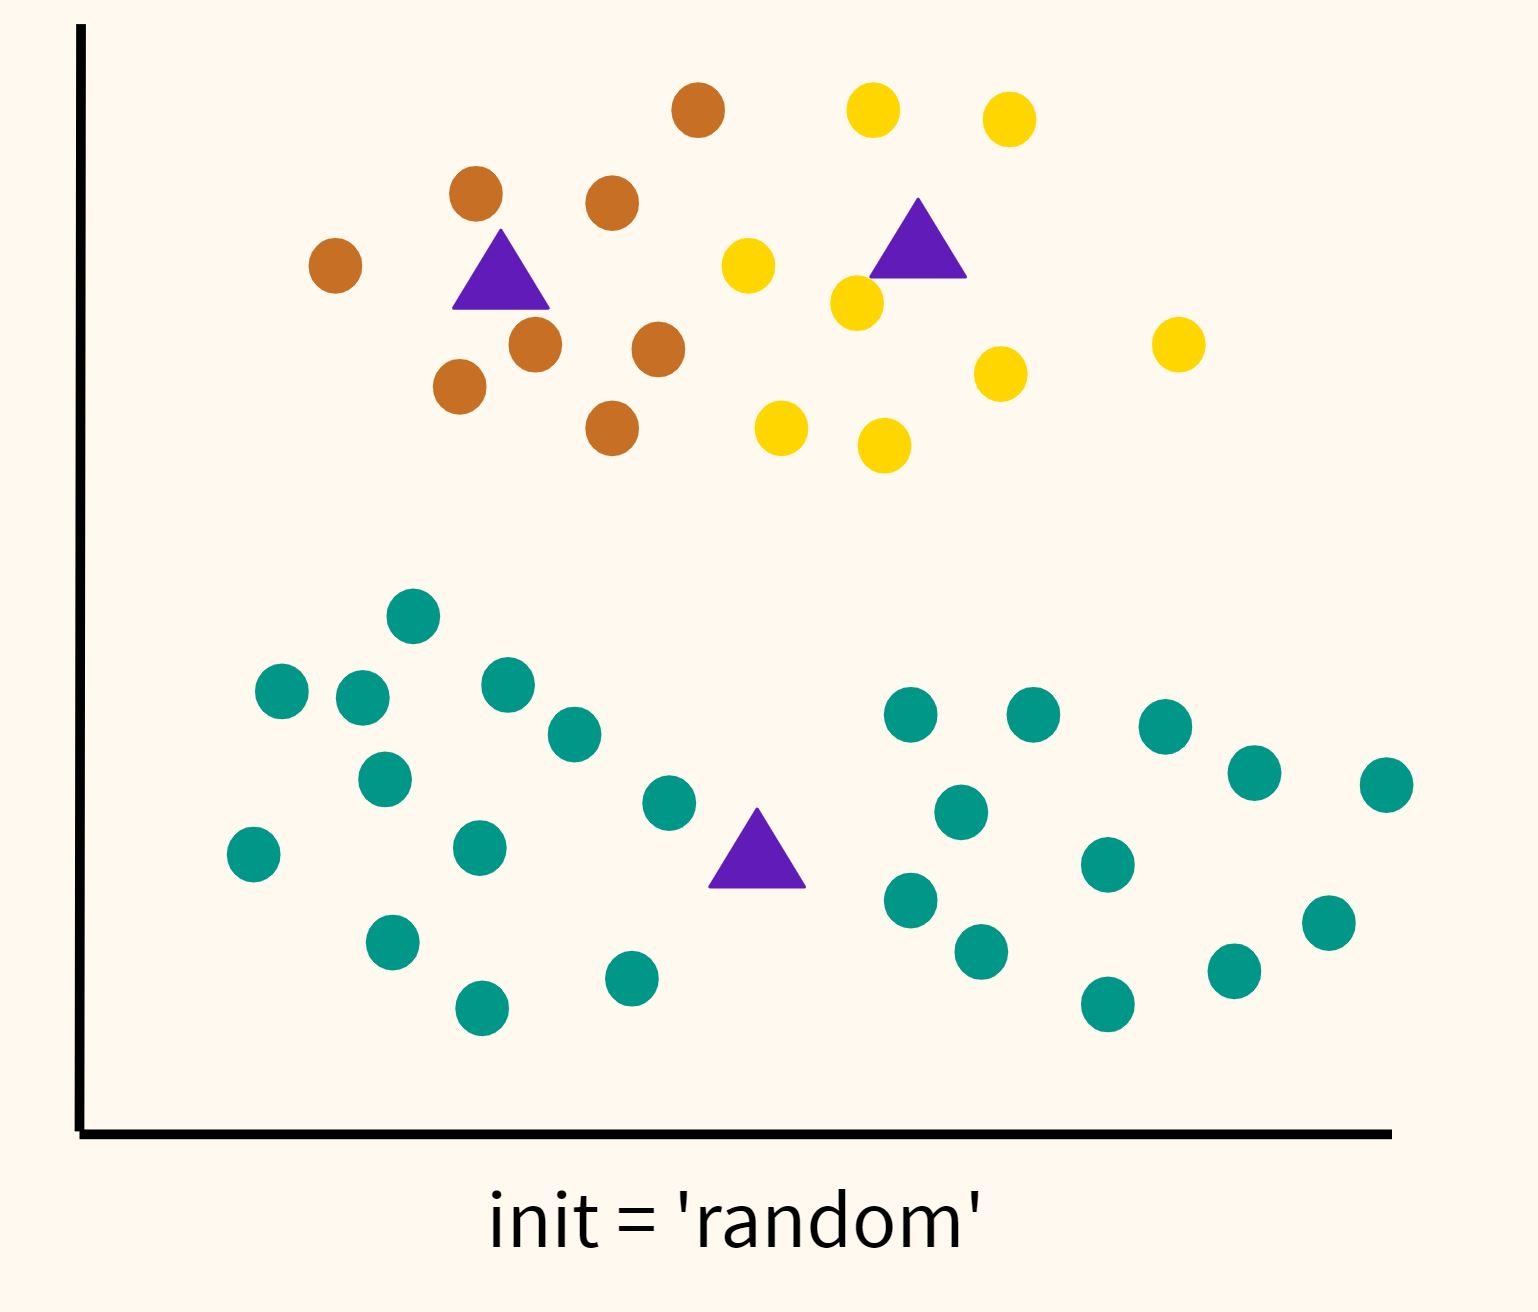 init = 'random'